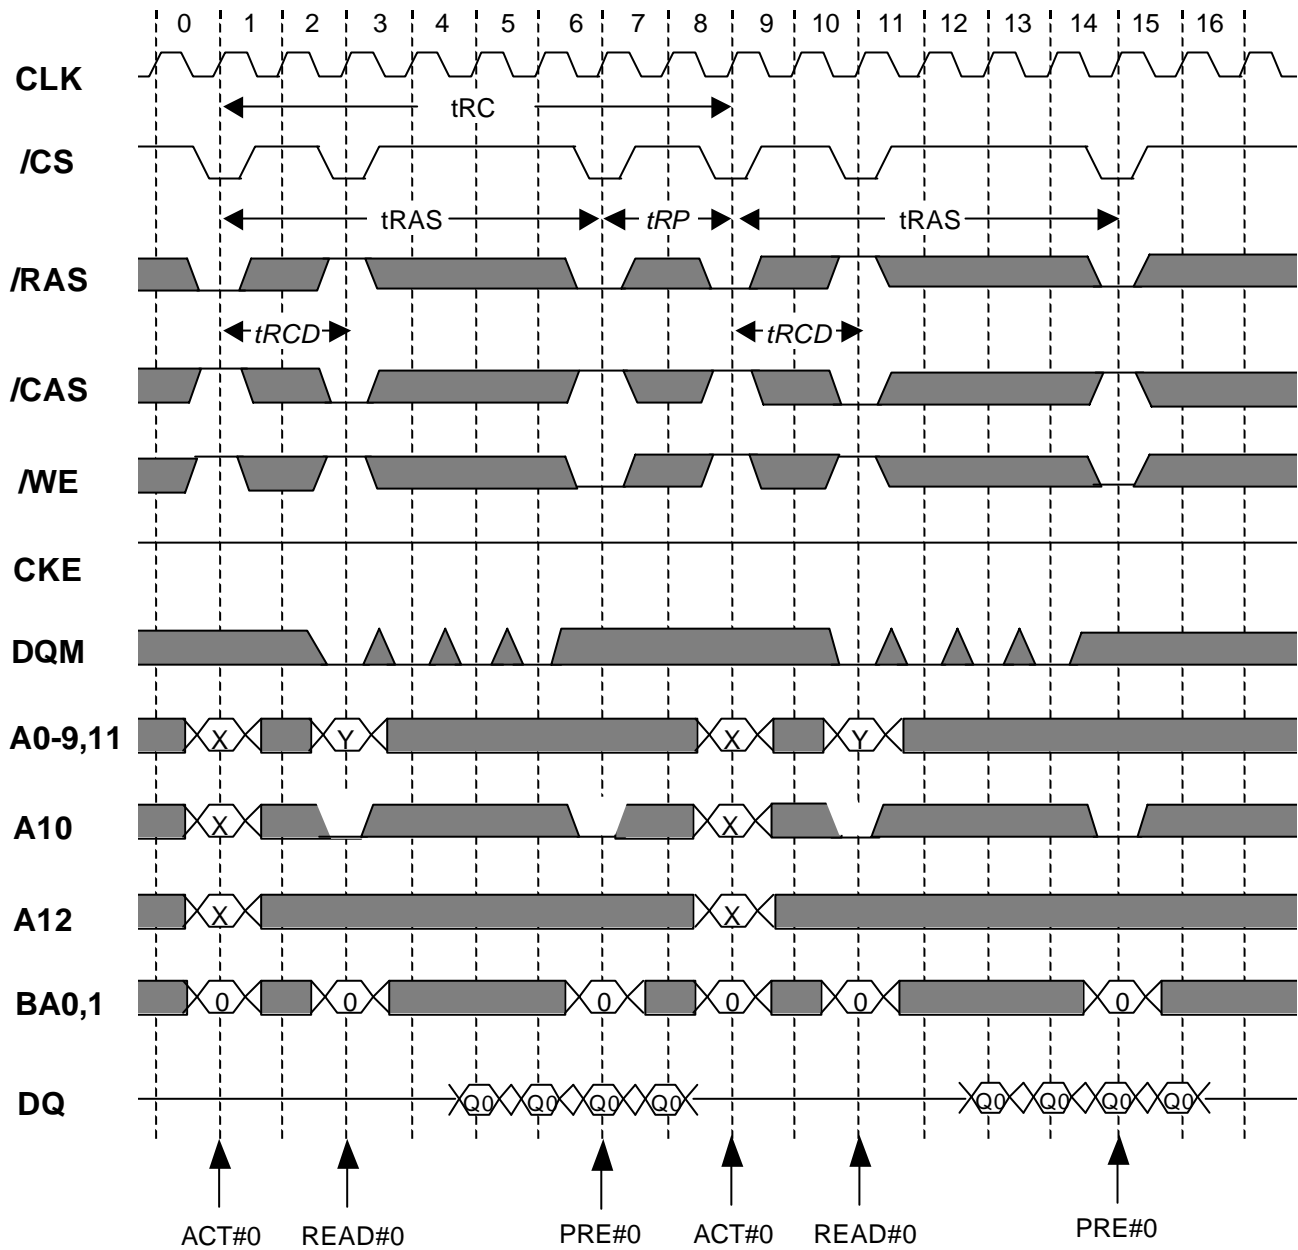 0 1 2 3 4 5 6 7 8 9 10 11 12 13 14 15 16
CLK
tRC
/CS
tRAS tRP tRAS
/RAS
tRCD tRCD
/CAS
/WE
CKE
DQM
A0-9,11 X Y X Y
A10 X X
A12 X X
BA0,1 0 0 0 0 0 0
DQ Q0 Q0 Q0 Q0 Q0 Q0 Q0 Q0
ACT#0 READ#0 PRE#0 ACT#0 READ#0 PRE#0